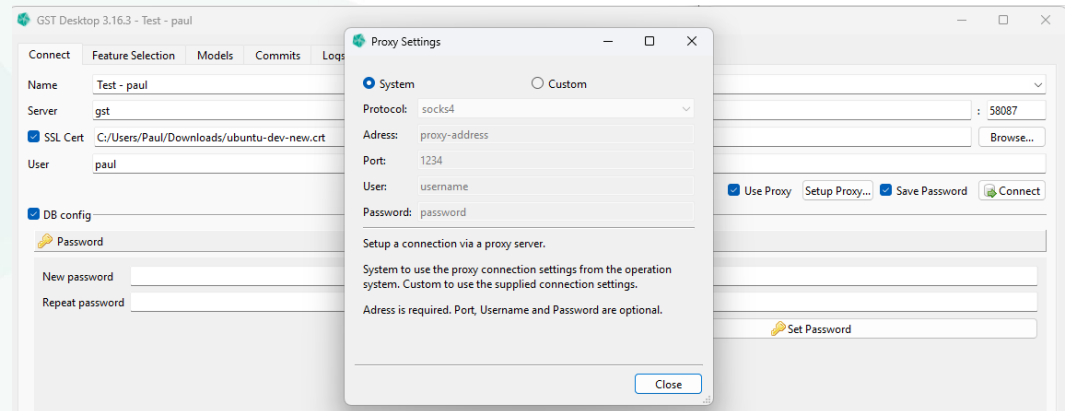 GST Desktop 3.16.3 - Test - paul
Connect Feature Selection Models Commits Logs
Name Test - paul
Server gst : 58087
SSL Cert C:/Users/Paul/Downloads/ubuntu-dev-new.crt Browse...
User paul
Use Proxy Setup Proxy... Save Password Connect
DB config
Password
New password
Repeat password
Set Password
Proxy Settings
System Custom
Protocol: socks4
Adress: proxy-address
Port: 1234
User: username
Password: password
Setup a connection via a proxy server.
System to use the proxy connection settings from the operation
system. Custom to use the supplied connection settings.
Adress is required. Port, Username and Password are optional.
Close